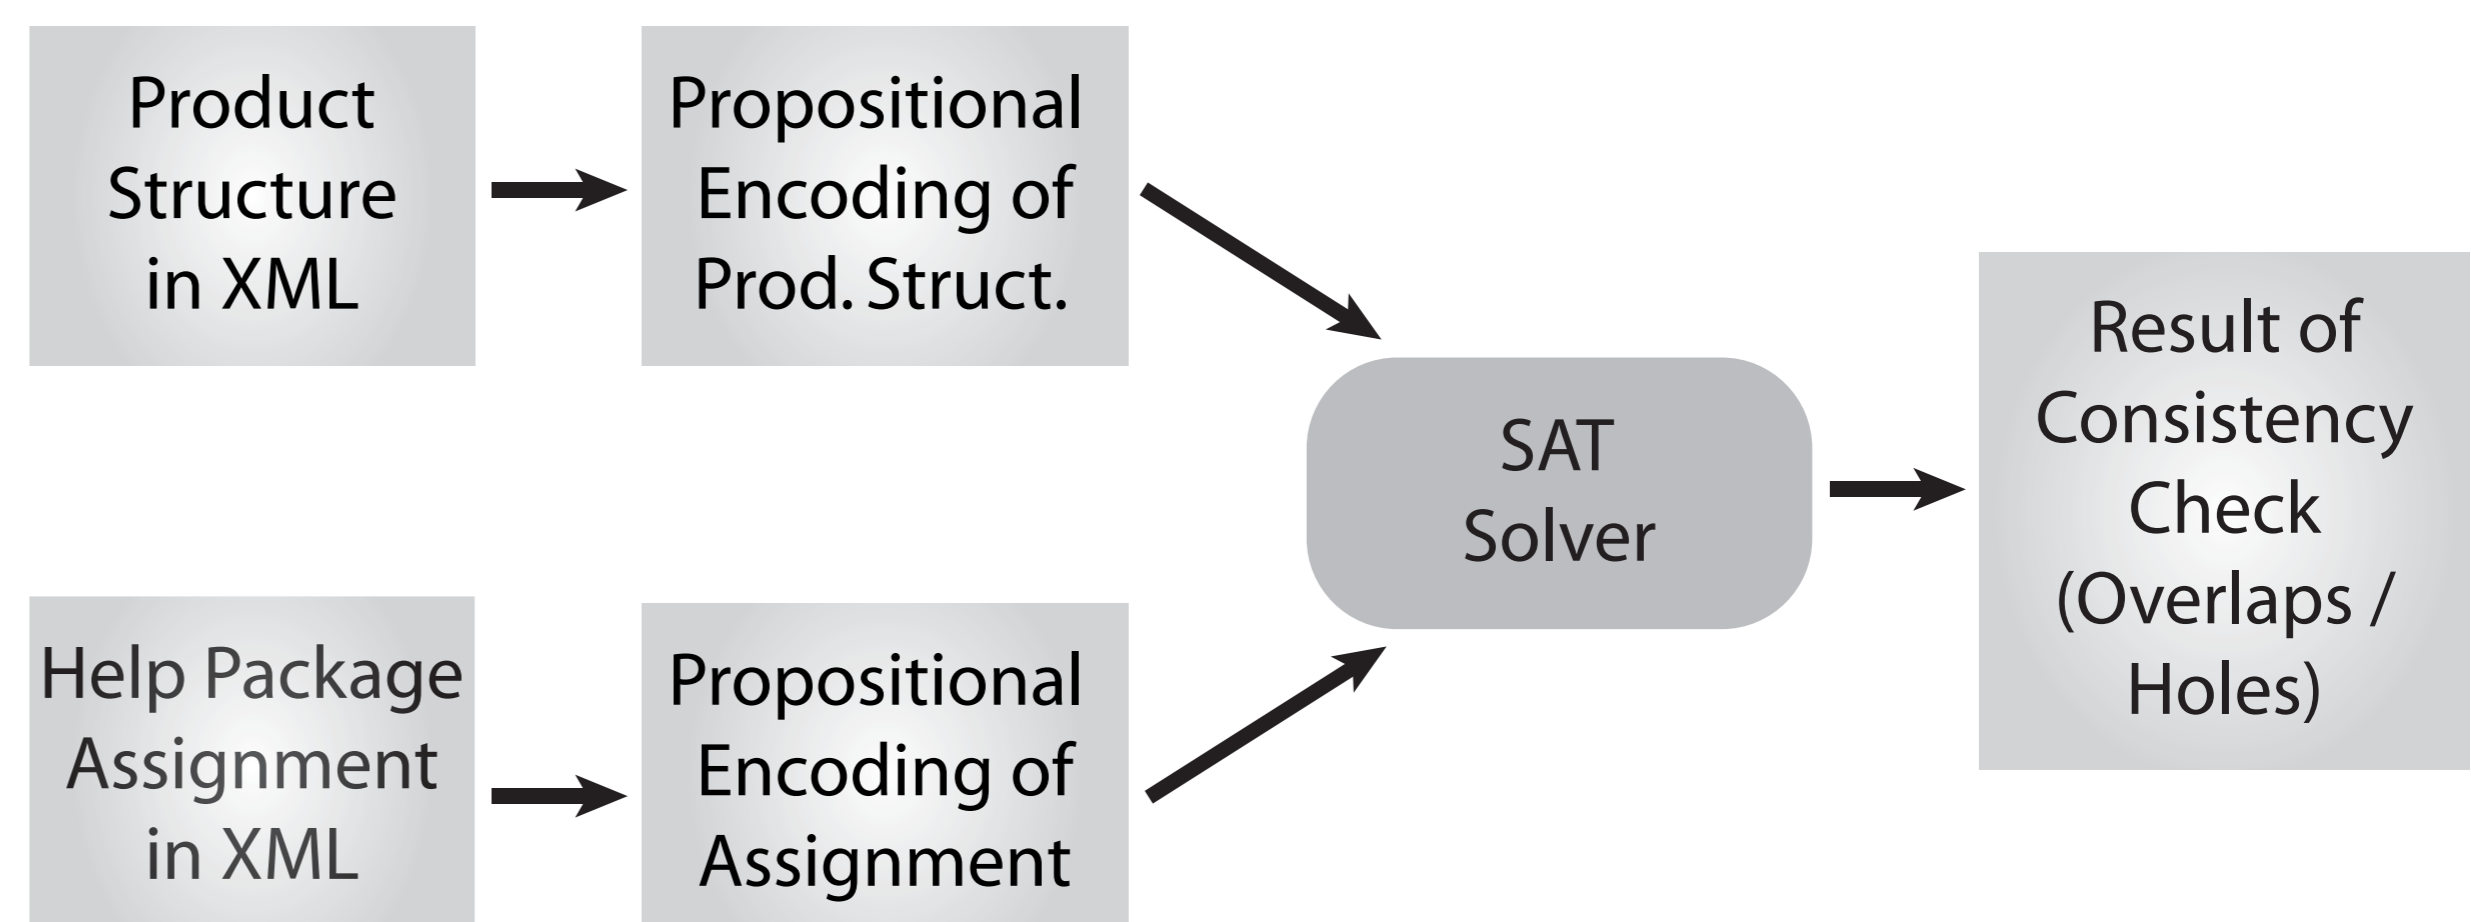 Product
Structure
in XML
Propositional
Encoding of
Prod. Struct.
Help Package
Assignment
in XML
Propositional
Encoding of
Assignment
SAT
Solver
Result of
Consistency
Check
(Overlaps /
Holes)